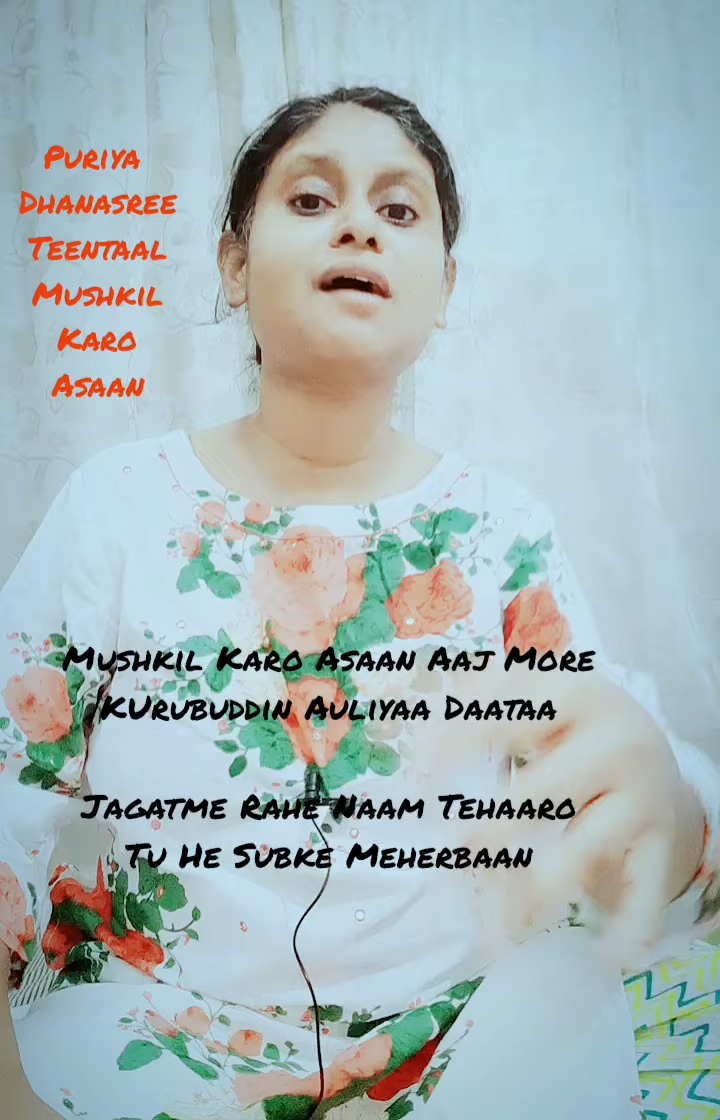 Puriya
Dhanasree
Teentaal
Mushkil
Karo
Asaan
Mushkil Karo Asaan Aaj More
KUrubuddin Auliyaa Daataa
Jagatme Rahe Naam Tehaaro
Tu He Subke Meherbaan